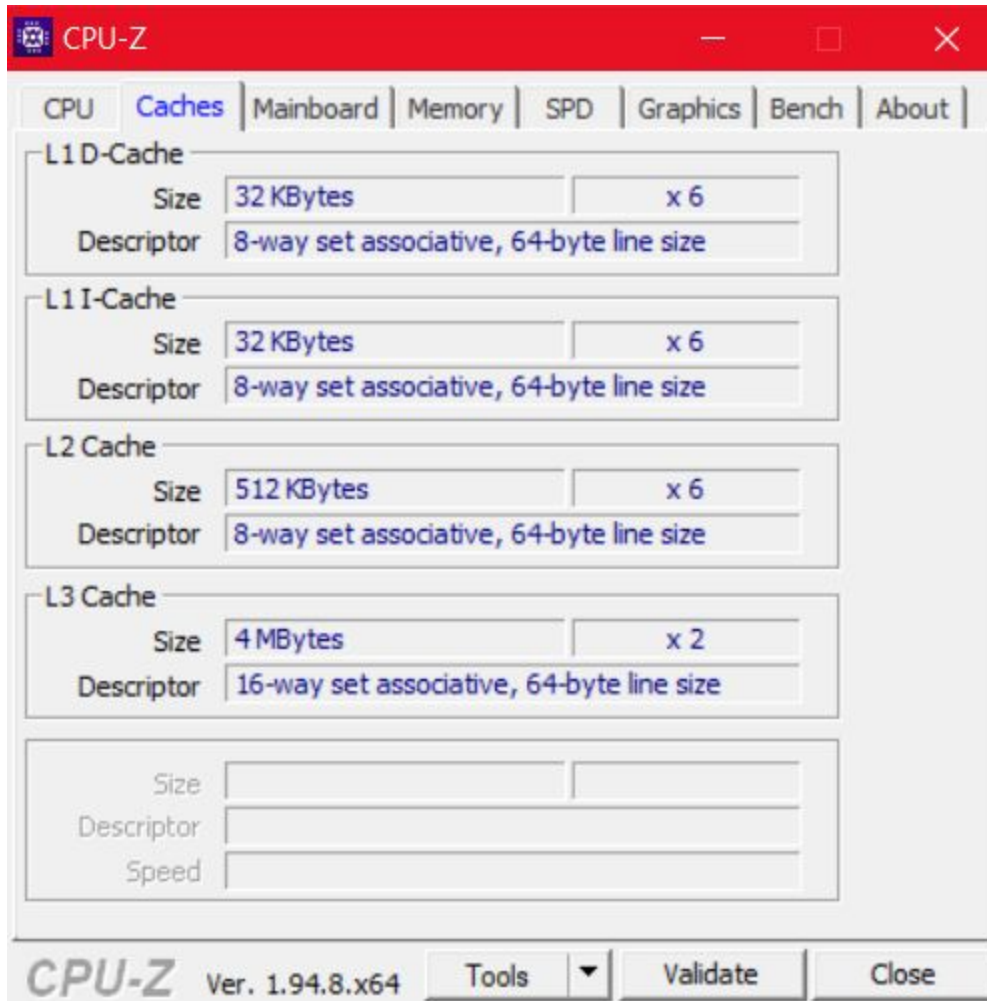 CPU-Z
CPU Caches Mainboard Memory SPD Graphics Bench About
L1 D-Cache
Size 32 KBytes x 6
Descriptor 8-way set associative, 64-byte line size
L1 I-Cache
Size 32 KBytes x 6
Descriptor 8-way set associative, 64-byte line size
L2 Cache
Size 512 KBytes x 6
Descriptor 8-way set associative, 64-byte line size
L3 Cache
Size 4 MBytes x 2
Descriptor 16-way set associative, 64-byte line size
Size
Descriptor
Speed
CPU-Z Ver. 1.94.8.x64 Tools Validate Close